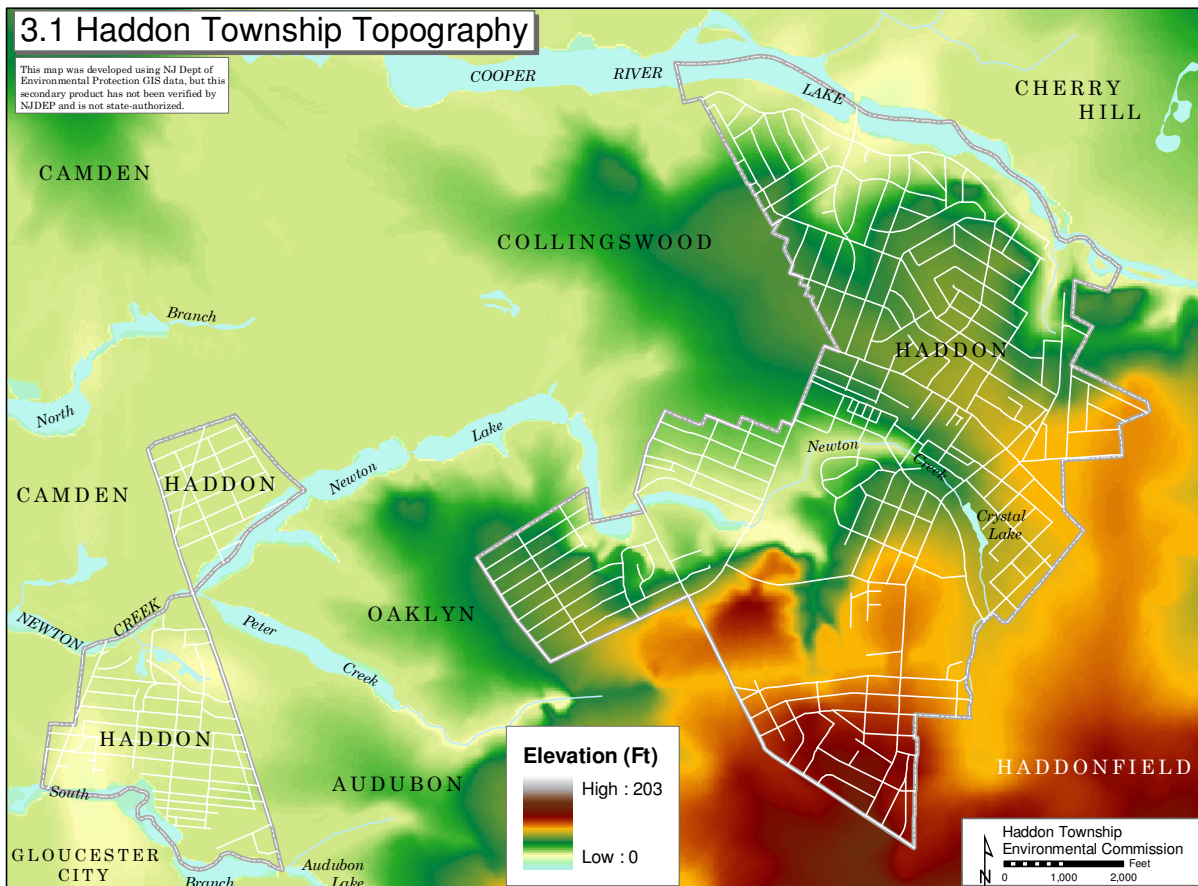 3.1 Haddon Township Topography
This map was developed using NJ Dept of
Environmental Protection GIS data, but this
secondary product has not been verified by
NJDEP and is not state-authorized.
COOPER RIVER
LAKE
CHERRY
HILL
CAMDEN
COLLINGSWOOD
Branch
North
HADDON
Newton
Creek
Lake
Newton
HADDON
CAMDEN
Crystal
Lake
NEWTON
CREEK
Peter
Creek
OAKLYN
HADDON
AUDUBON
HADDONFIELD
South
Branch
GLOUCESTER
CITY
Audubon
Lake
Elevation (Ft)
High : 203
Low : 0
Haddon Township
Environmental Commission
Feet
0 1,000 2,000
N